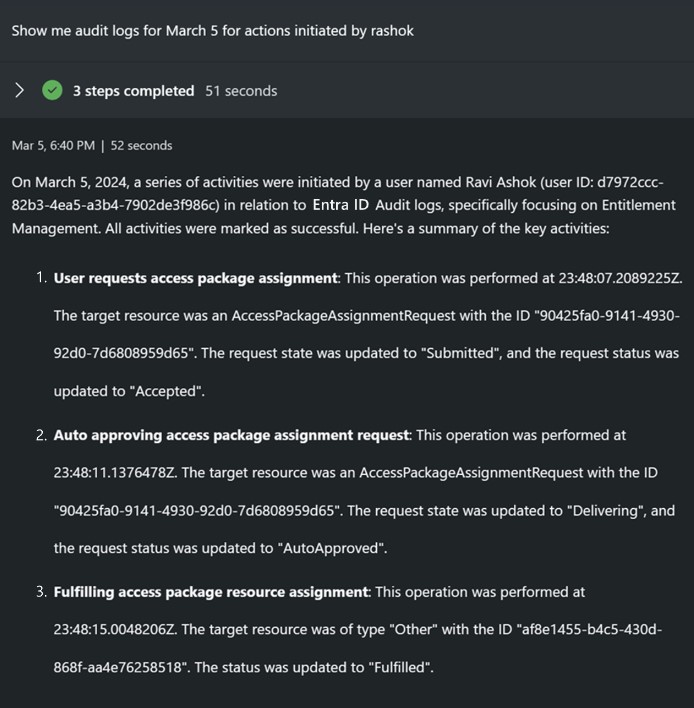 Show me audit logs for March 5 for actions initiated by rashok
3 steps completed 51 seconds
Mar 5, 6:40 PM | 52 seconds
On March 5, 2024, a series of activities were initiated by a user named Ravi Ashok (user ID: d7972ccc-
82b3-4ea5-a3b4-7902de3f986c) in relation to Entra ID Audit logs, specifically focusing on Entitlement
Management. All activities were marked as successful. Here's a summary of the key activities:
1. User requests access package assignment: This operation was performed at 23:48:07.2089225Z.
The target resource was an AccessPackageAssignmentRequest with the ID "90425fa0-9141-4930-
92d0-7d6808959d65". The request state was updated to "Submitted", and the request status was
updated to "Accepted".
2. Auto approving access package assignment request: This operation was performed at
23:48:11.1376478Z. The target resource was an AccessPackageAssignmentRequest with the ID
"90425fa0-9141-4930-92d0-7d6808959d65". The request state was updated to "Delivering", and
the request status was updated to "AutoApproved".
3. Fulfilling access package resource assignment: This operation was performed at
23:48:15.0048206Z. The target resource was of type "Other" with the ID "af8e1455-b4c5-430d-
868f-aa4e76258518". The status was updated to "Fulfilled".